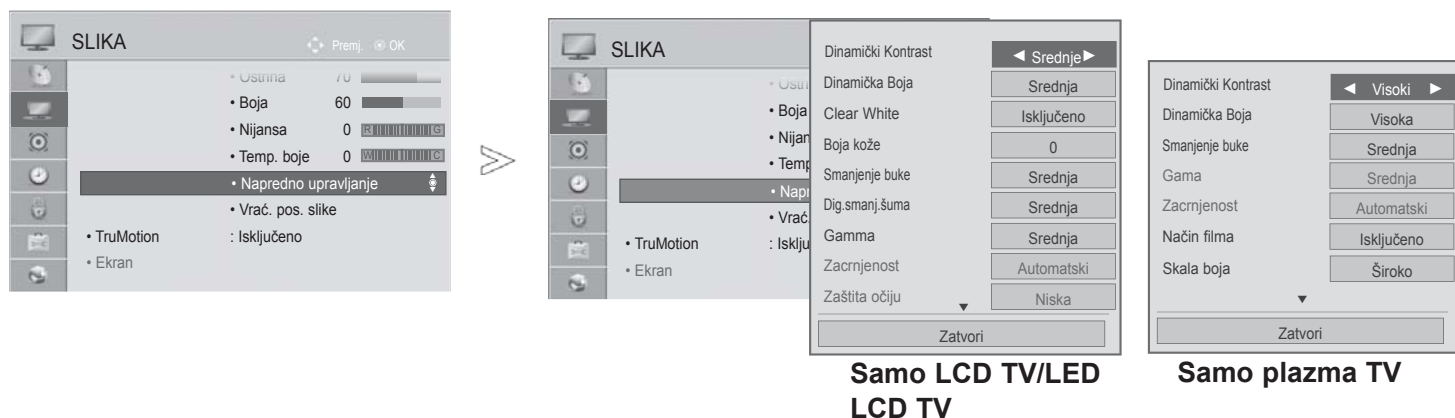 SLIKA
Premj. OK
• Ostrina 70
• Boja 60
• Nijansa 0 R G
• Temp. boje 0 W C
• Napredno upravljanje
• Vrać. pos. slike
• TruMotion : Isključeno
• Ekran
SLIKA
• Ostri
• Boja
• Nijan
• Temp
• Napr
• Vrać.
• TruMotion : Isklju
• Ekran
Dinamički Kontrast ◄ Srednje►
Dinamička Boja Srednja
Clear White Isključeno
Boja kože 0
Smanjenje buke Srednja
Dig.smanj.šuma Srednja
Gamma Srednja
Zacrnjenost Automatski
Zaštita očiju Niska
▼
Zatvori
Samo LCD TV/LED
LCD TV
Dinamički Kontrast ◄ Visoki ►
Dinamička Boja Visoka
Smanjenje buke Srednja
Gama Srednja
Zacrnjenost Automatski
Način filma Isključeno
Skala boja Široko
▼
Zatvori
Samo plazma TV